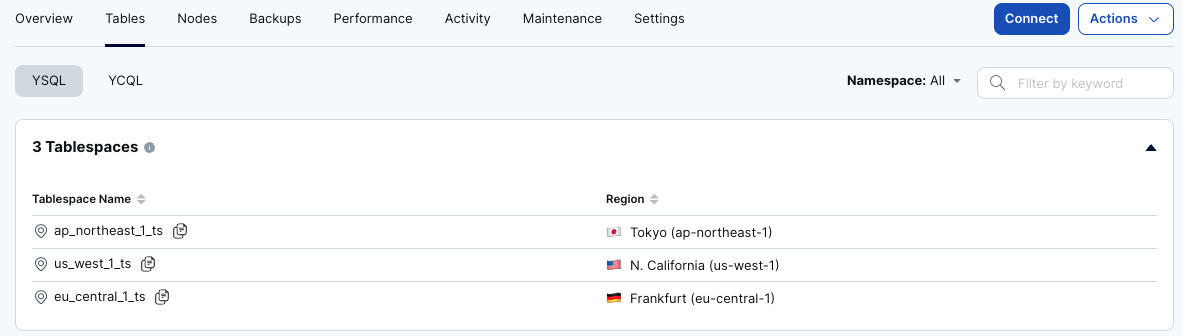 Overview Tables Nodes Backups Performance Activity Maintenance Settings Connect Actions
YSQL YCQL Namespace: All Filter by keyword
3 Tablespaces
Tablespace Name Region
ap_northeast_1_ts Tokyo (ap-northeast-1)
us_west_1_ts N. California (us-west-1)
eu_central_1_ts Frankfurt (eu-central-1)